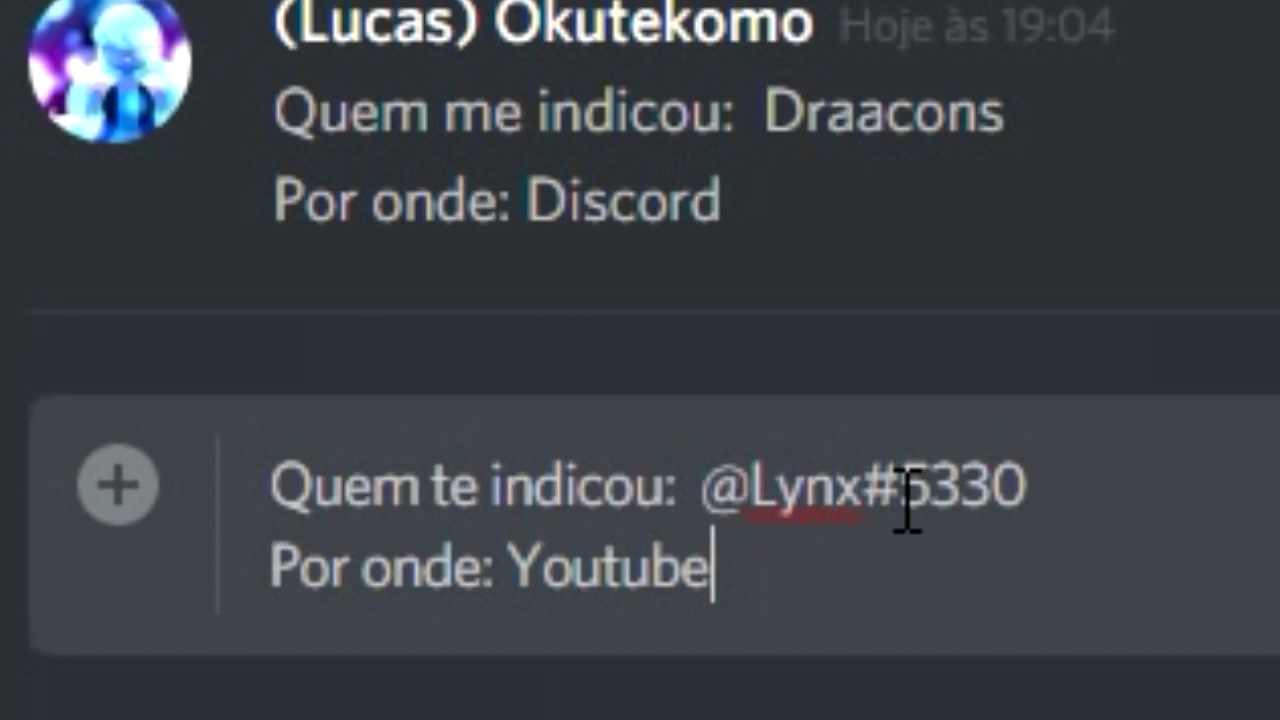 (Lucas) Okutekomo Hoje às 19:04
Quem me indicou: Draacons
Por onde: Discord
Quem te indicou: @Lynx#5330
Por onde: Youtube